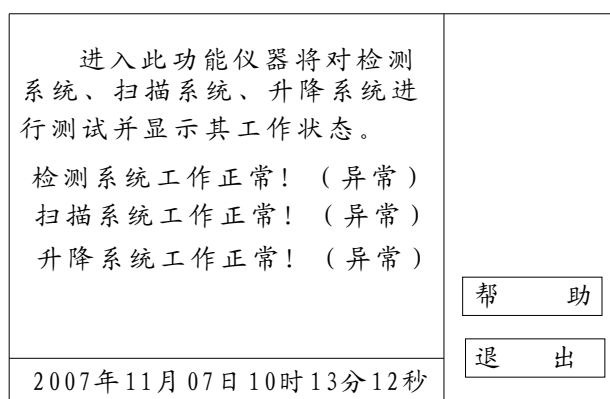 进入此功能仪器将对检测
系统、扫描系统、升降系统进
行测试并显示其工作状态。
检测系统工作正常！（异常）
扫描系统工作正常！（异常）
升降系统工作正常！（异常）
帮 助
退 出
2007年11月07日10时13分12秒